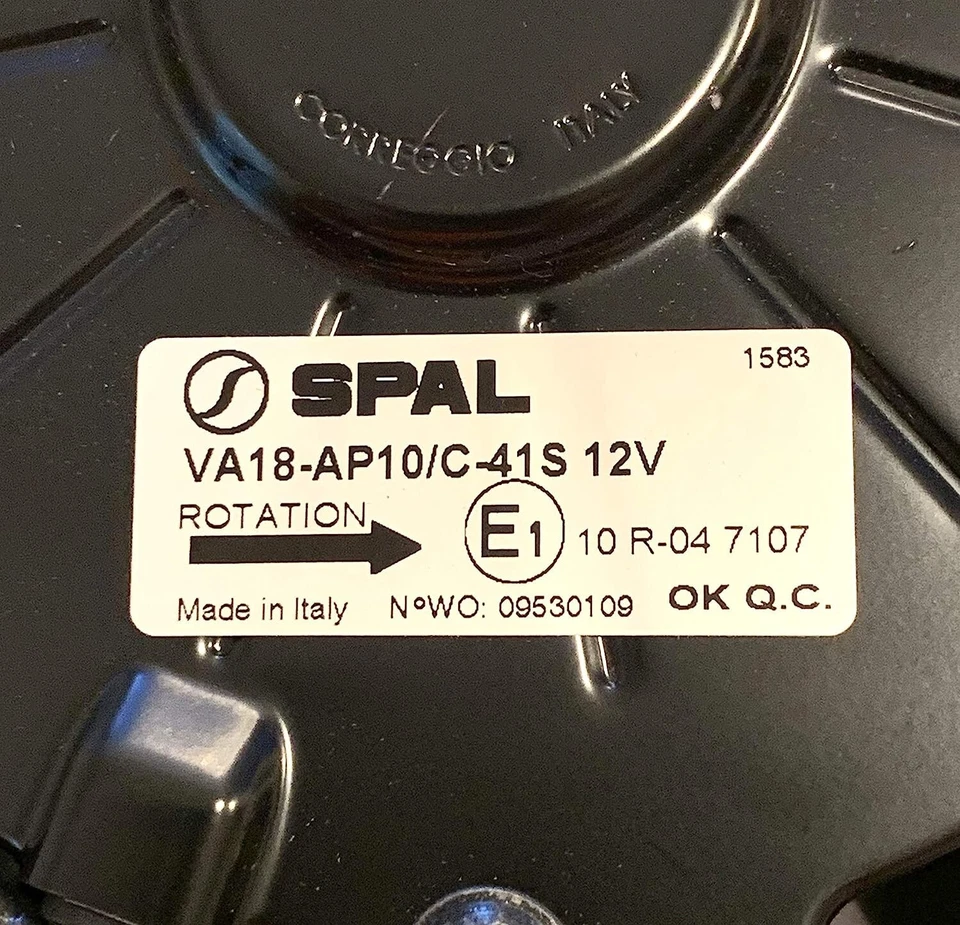 CORREGGIO ITALY
SPAL
1583
VA18-AP10/C-41S 12V
ROTATION
E1 10 R-04 7107
Made in Italy N°WO: 09530109 OK Q.C.